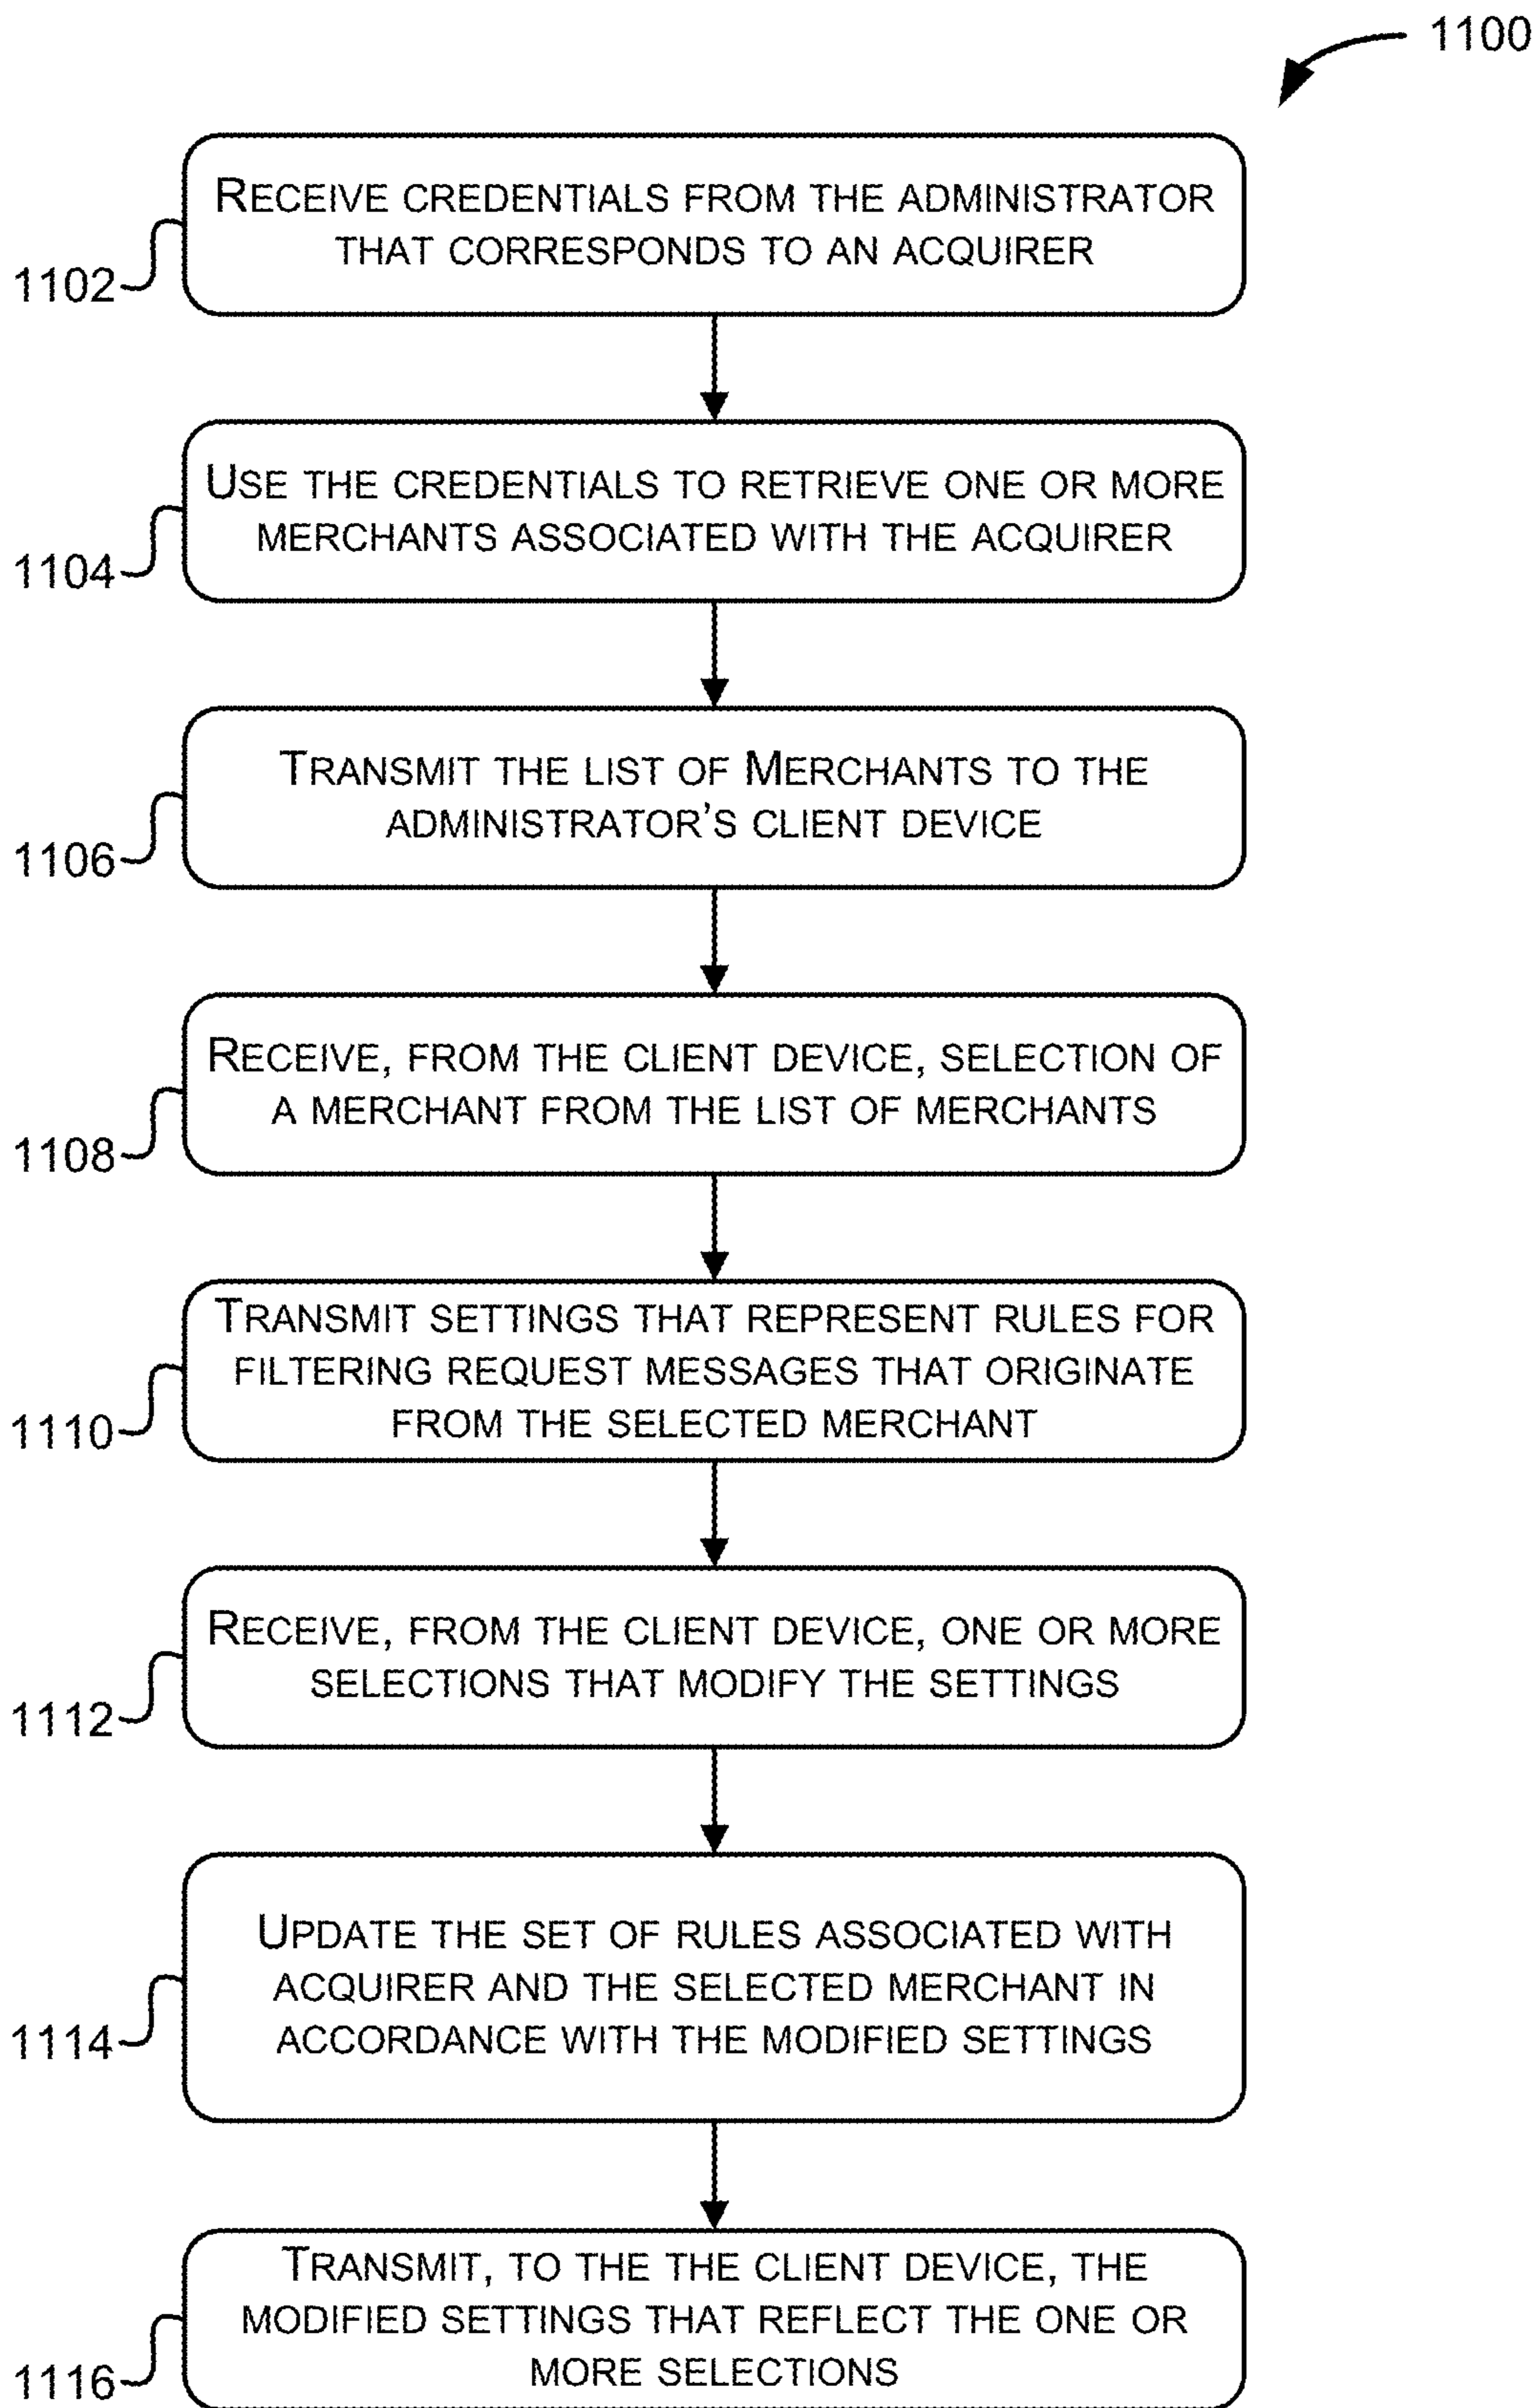 1100
RECEIVE CREDENTIALS FROM THE ADMINISTRATOR
THAT CORRESPONDS TO AN ACQUIRER
1102
USE THE CREDENTIALS TO RETRIEVE ONE OR MORE
MERCHANTS ASSOCIATED WITH THE ACQUIRER
1104
TRANSMIT THE LIST OF MERCHANTS TO THE
ADMINISTRATOR'S CLIENT DEVICE
1106
RECEIVE, FROM THE CLIENT DEVICE, SELECTION OF
A MERCHANT FROM THE LIST OF MERCHANTS
1108
TRANSMIT SETTINGS THAT REPRESENT RULES FOR
FILTERING REQUEST MESSAGES THAT ORIGINATE
FROM THE SELECTED MERCHANT
1110
RECEIVE, FROM THE CLIENT DEVICE, ONE OR MORE
SELECTIONS THAT MODIFY THE SETTINGS
1112
UPDATE THE SET OF RULES ASSOCIATED WITH
ACQUIRER AND THE SELECTED MERCHANT IN
ACCORDANCE WITH THE MODIFIED SETTINGS
1114
TRANSMIT, TO THE THE CLIENT DEVICE, THE
MODIFIED SETTINGS THAT REFLECT THE ONE OR
MORE SELECTIONS
1116